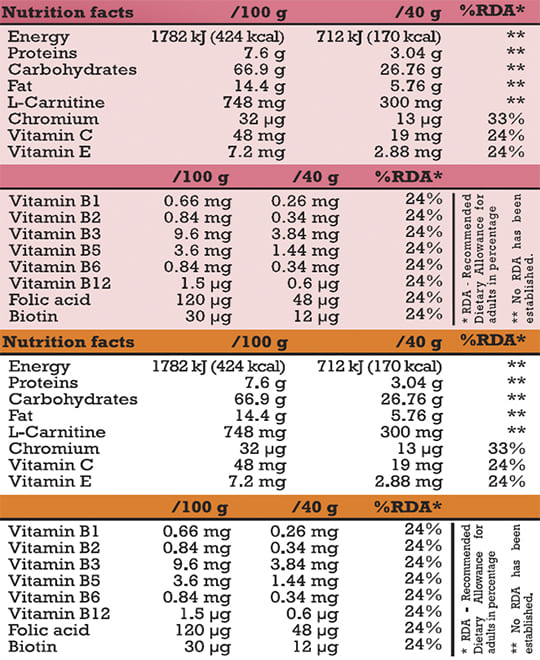 Nutrition facts /100 g /40 g %RDA*
Energy 1782 kJ (424 kcal) 712 kJ (170 kcal) **
Proteins 7.6 g 3.04 g **
Carbohydrates 66.9 g 26.76 g **
Fat 14.4 g 5.76 g **
L-Carnitine 748 mg 300 mg **
Chromium 32 µg 13 µg 33%
Vitamin C 48 mg 19 mg 24%
Vitamin E 7.2 mg 2.88 mg 24%
/100 g /40 g %RDA*
Vitamin B1 0.66 mg 0.26 mg 24%
Vitamin B2 0.84 mg 0.34 mg 24%
Vitamin B3 9.6 mg 3.84 mg 24%
Vitamin B5 3.6 mg 1.44 mg 24%
Vitamin B6 0.84 mg 0.34 mg 24%
Vitamin B12 1.5 µg 0.6 µg 24%
Folic acid 120 µg 48 µg 24%
Biotin 30 µg 12 µg 24%
* RDA - Recommended
Dietary Allowance for
adults in percentage
** No RDA has been
established.
Nutrition facts /100 g /40 g %RDA*
Energy 1782 kJ (424 kcal) 712 kJ (170 kcal) **
Proteins 7.6 g 3.04 g **
Carbohydrates 66.9 g 26.76 g **
Fat 14.4 g 5.76 g **
L-Carnitine 748 mg 300 mg **
Chromium 32 µg 13 µg 33%
Vitamin C 48 mg 19 mg 24%
Vitamin E 7.2 mg 2.88 mg 24%
/100 g /40 g %RDA*
Vitamin B1 0.66 mg 0.26 mg 24%
Vitamin B2 0.84 mg 0.34 mg 24%
Vitamin B3 9.6 mg 3.84 mg 24%
Vitamin B5 3.6 mg 1.44 mg 24%
Vitamin B6 0.84 mg 0.34 mg 24%
Vitamin B12 1.5 µg 0.6 µg 24%
Folic acid 120 µg 48 µg 24%
Biotin 30 µg 12 µg 24%
* RDA - Recommended
Dietary Allowance for
adults in percentage
** No RDA has been
established.